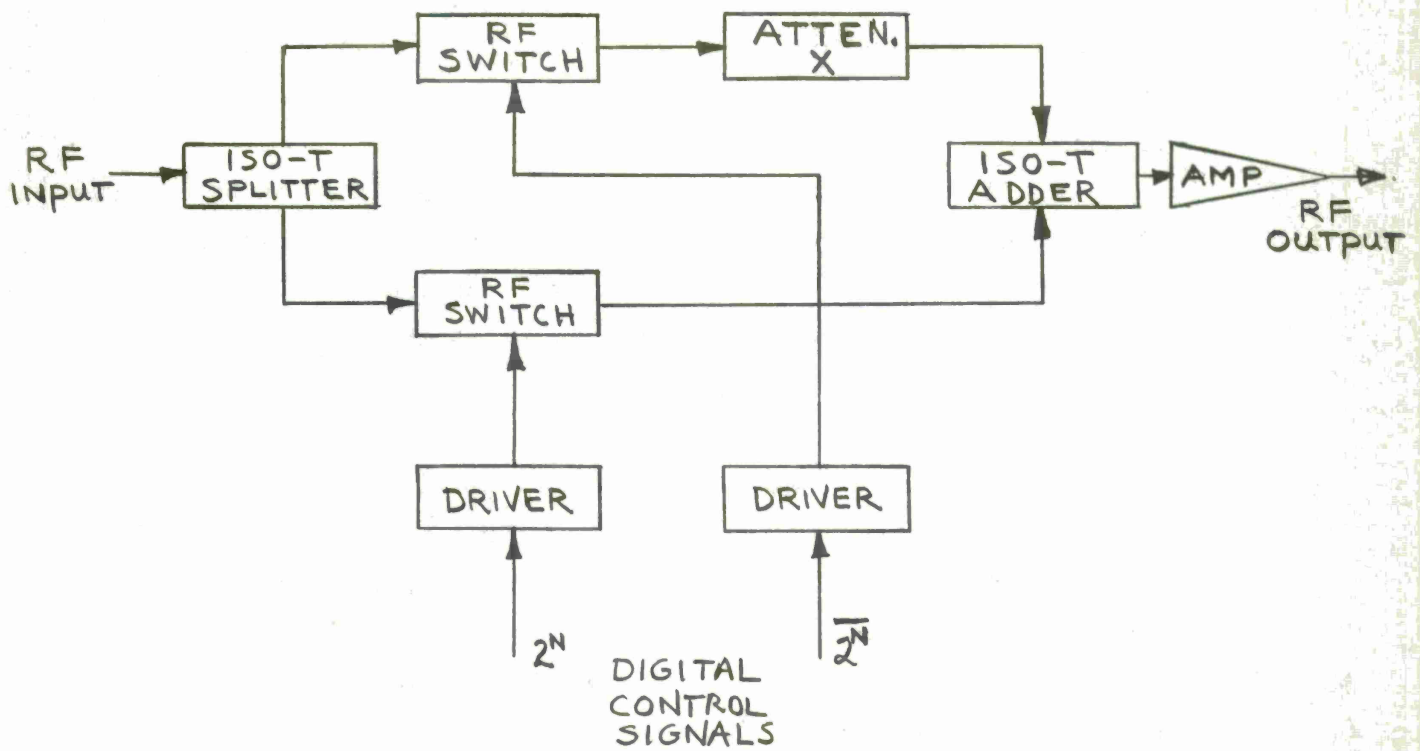 RF
SWITCH
ATTEN.
X
RF
INPUT
ISO-T
SPLITTER
ISO-T
ADDER
AMP
RF
OUTPUT
RF
SWITCH
DRIVER
DRIVER
2ᴺ
2̅ᴺ̅
DIGITAL
CONTROL
SIGNALS